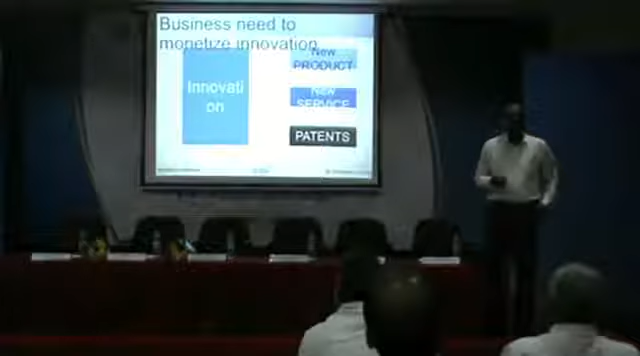 Business need to
monetize innovation
Innovati
on
New
PRODUCT
New
SERVICE
PATENTS